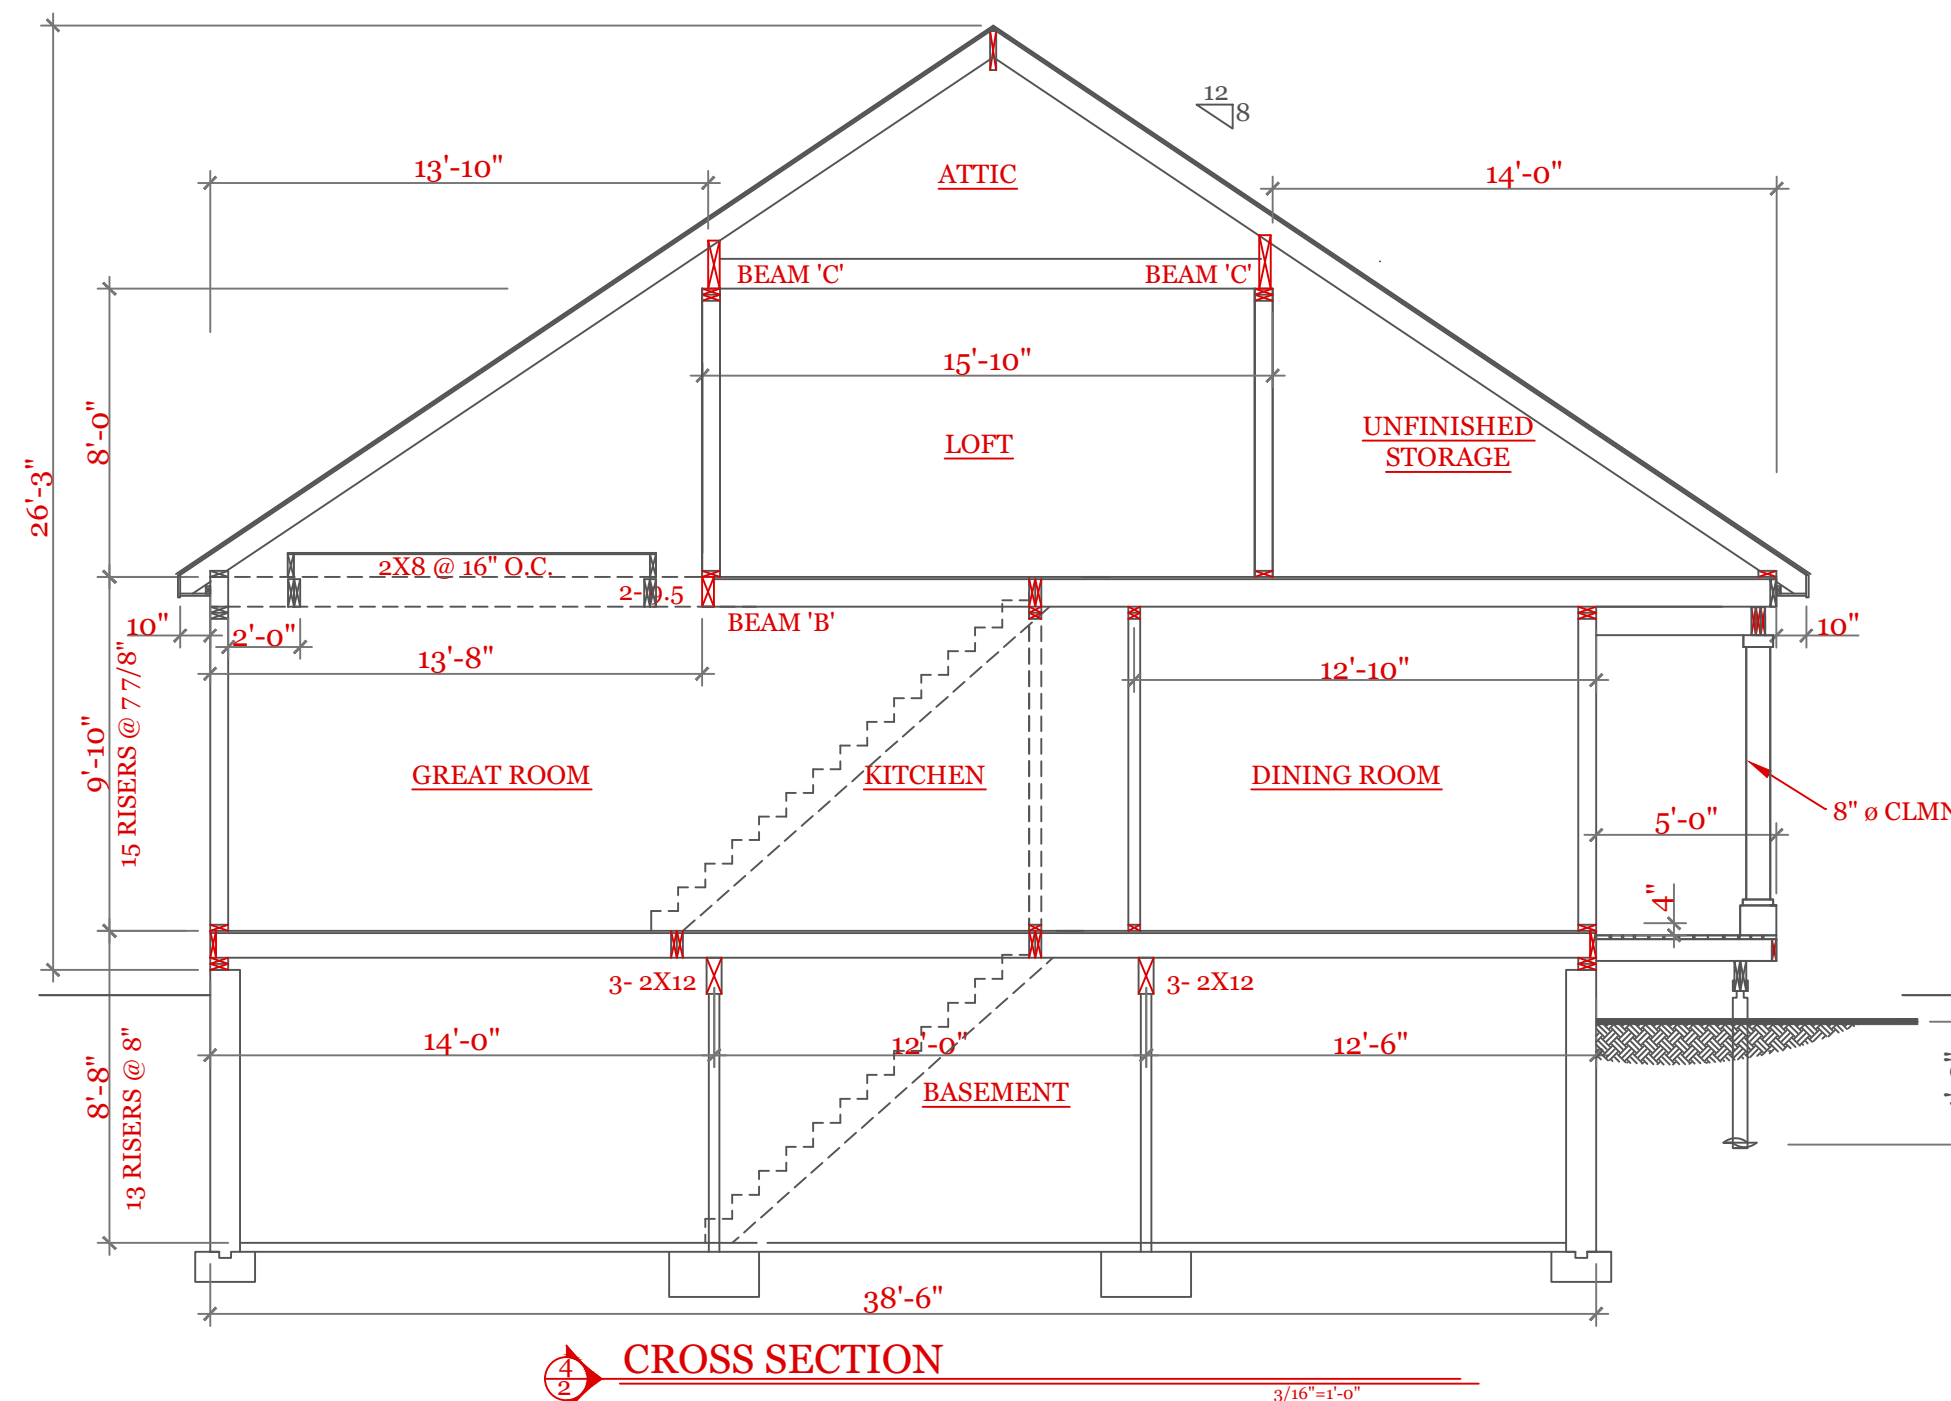 12
8
13'-10"
ATTIC
14'-0"
BEAM 'C'
BEAM 'C'
15'-10"
8'-0"
LOFT
UNFINISHED
STORAGE
26'-3"
2X8 @ 16" O.C.
2- 9.5
BEAM 'B'
10"
2'-0"
10"
13'-8"
12'-10"
9'-10"
15 RISERS @ 7 7/8"
GREAT ROOM
KITCHEN
DINING ROOM
5'-0"
8" ø CLMN
4"
3- 2X12
3- 2X12
14'-0"
12'-0"
12'-6"
8'-8"
13 RISERS @ 8"
BASEMENT
38'-6"
4
2
CROSS SECTION
3/16"=1'-0"